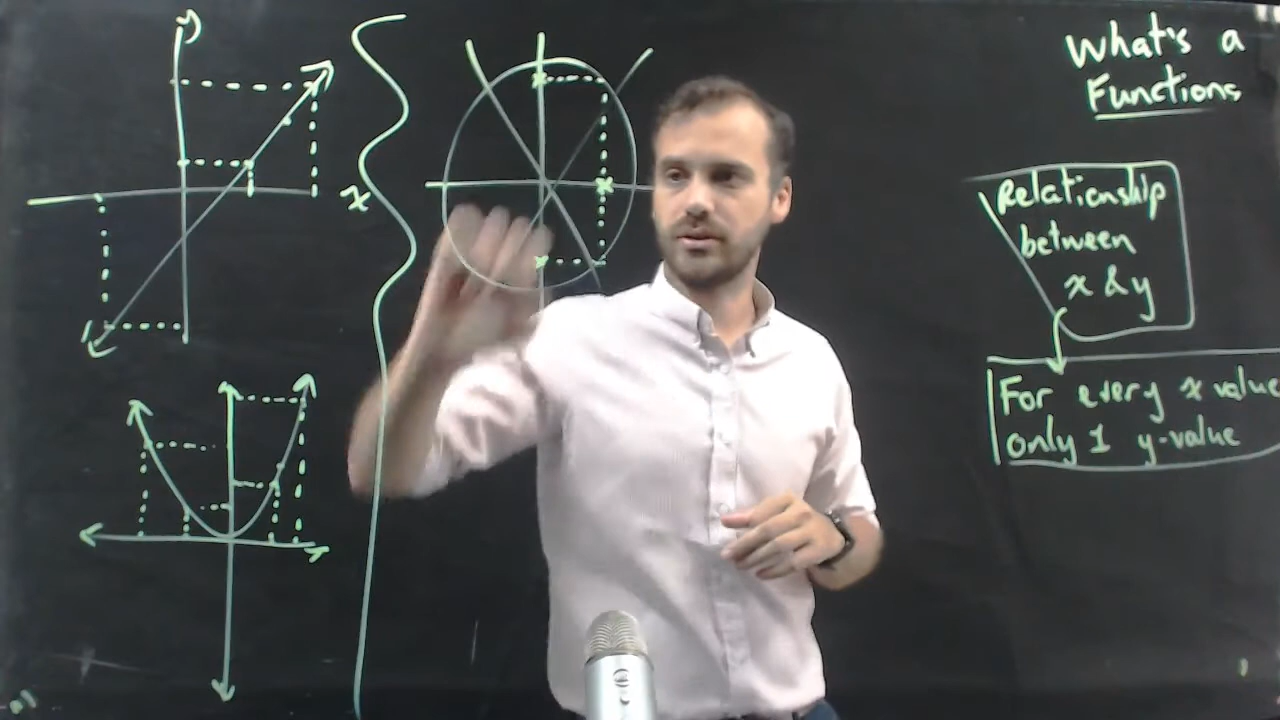 What's a
Functions
y
x
Relationship
between
x & y
For every x value
only 1 y-value